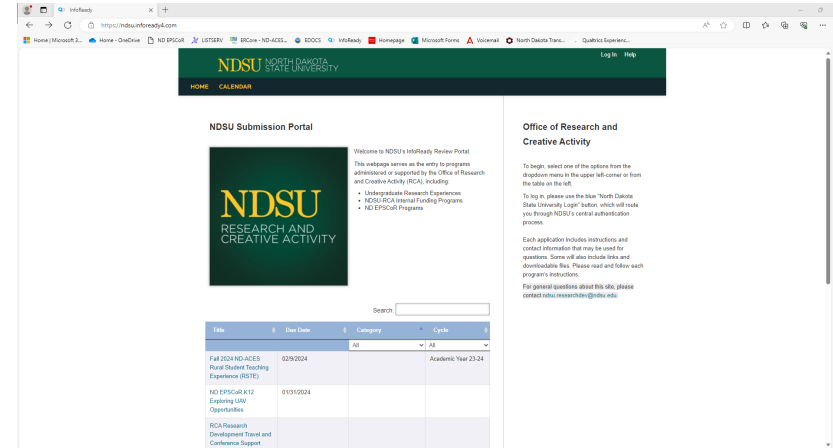 InfoReady
https://ndsu.infoready4.com
Home | Microsoft 3...
Home - OneDrive
ND EPSCoR
LISTSERV
ERCore - ND-ACES...
EDOCS
InfoReady
Homepage
Microsoft Forms
Voicemail
North Dakota Trans...
Qualtrics Experienc...
NDSU NORTH DAKOTA
STATE UNIVERSITY
Log In Help
HOME CALENDAR
NDSU Submission Portal
NDSU
RESEARCH AND
CREATIVE ACTIVITY
Welcome to NDSU's InfoReady Review Portal.
This webpage serves as the entry to programs
administered or supported by the Office of Research
and Creative Activity (RCA), including:
• Undergraduate Research Experiences
• NDSU-RCA Internal Funding Programs
• ND EPSCoR Programs
Office of Research and
Creative Activity
To begin, select one of the options from the
dropdown menu in the upper left-corner or from
the table on the left.
To log in, please use the blue "North Dakota
State University Login" button, which will route
you through NDSU's central authentication
process.
Each application includes instructions and
contact information that may be used for
questions. Some will also include links and
downloadable files. Please read and follow each
program's instructions.
For general questions about this site, please
contact ndsu.researchdev@ndsu.edu.
Search:
Title Due Date Category Cycle
All All
Fall 2024 ND-ACES 02/9/2024 Academic Year 23-24
Rural Student Teaching
Experience (RSTE)
ND EPSCoR K12 01/31/2024
Exploring UAV
Opportunities
RCA Research
Development Travel and
Conference Support